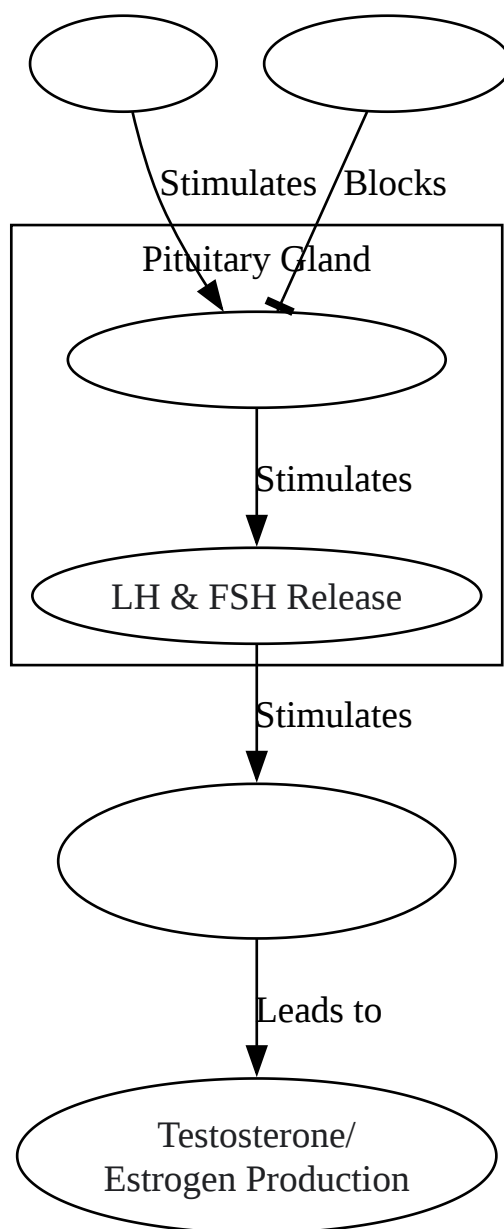 Stimulates
Blocks
Pituitary Gland
Stimulates
LH & FSH Release
Stimulates
Leads to
Testosterone/
Estrogen Production